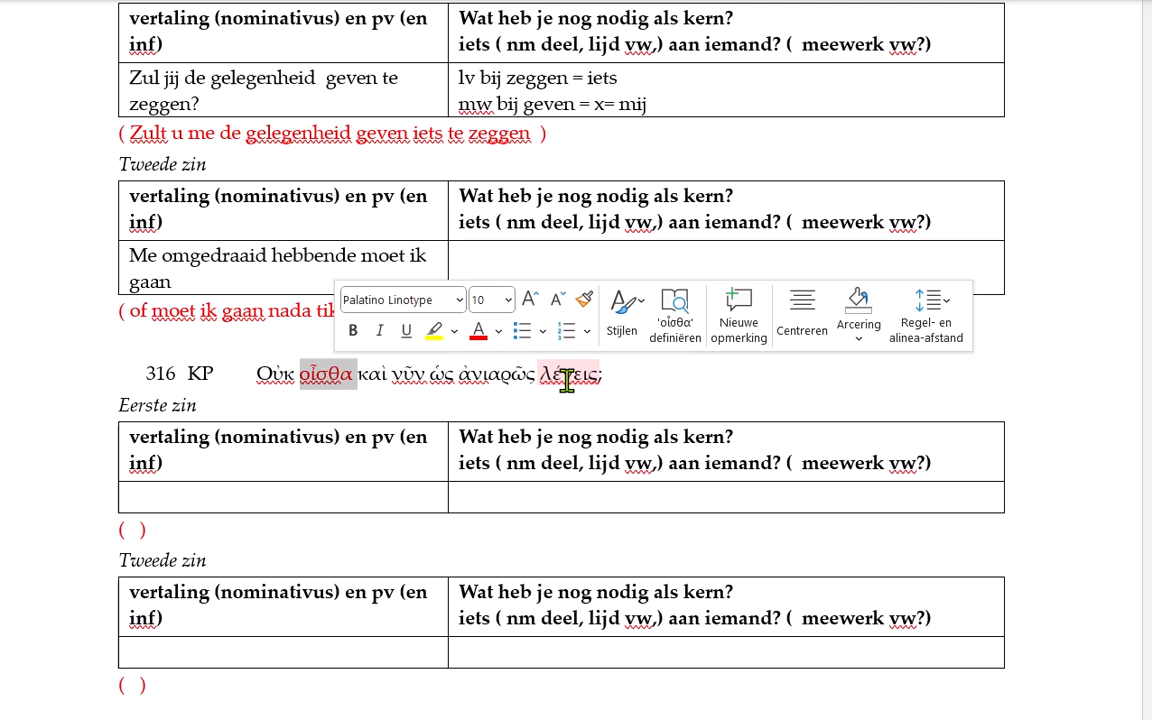 vertaling (nominativus) en pv (en
inf)
Wat heb je nog nodig als kern?
iets ( nm deel, lijd vw,) aan iemand? (  meewerk vw?)
Zul jij de gelegenheid  geven te
zeggen?
lv bij zeggen = iets
mw bij geven = x= mij
( Zult u me de gelegenheid geven iets te zeggen  )
Tweede zin
vertaling (nominativus) en pv (en
inf)
Wat heb je nog nodig als kern?
iets ( nm deel, lijd vw,) aan iemand? (  meewerk vw?)
Me omgedraaid hebbende moet ik
gaan
( of moet ik gaan nada
Palatino Linotype
10
Stijlen
'οἶσθα'
definiëren
Nieuwe
opmerking
Centreren
Arcering
Regel- en
alinea-afstand
316 KP Οὐκ οἶσθα καὶ νῦν ὡς ἀνιαρῶς λέγεις;
Eerste zin
vertaling (nominativus) en pv (en
inf)
Wat heb je nog nodig als kern?
iets ( nm deel, lijd vw,) aan iemand? (  meewerk vw?)
(  )
Tweede zin
vertaling (nominativus) en pv (en
inf)
Wat heb je nog nodig als kern?
iets ( nm deel, lijd vw,) aan iemand? (  meewerk vw?)
(  )